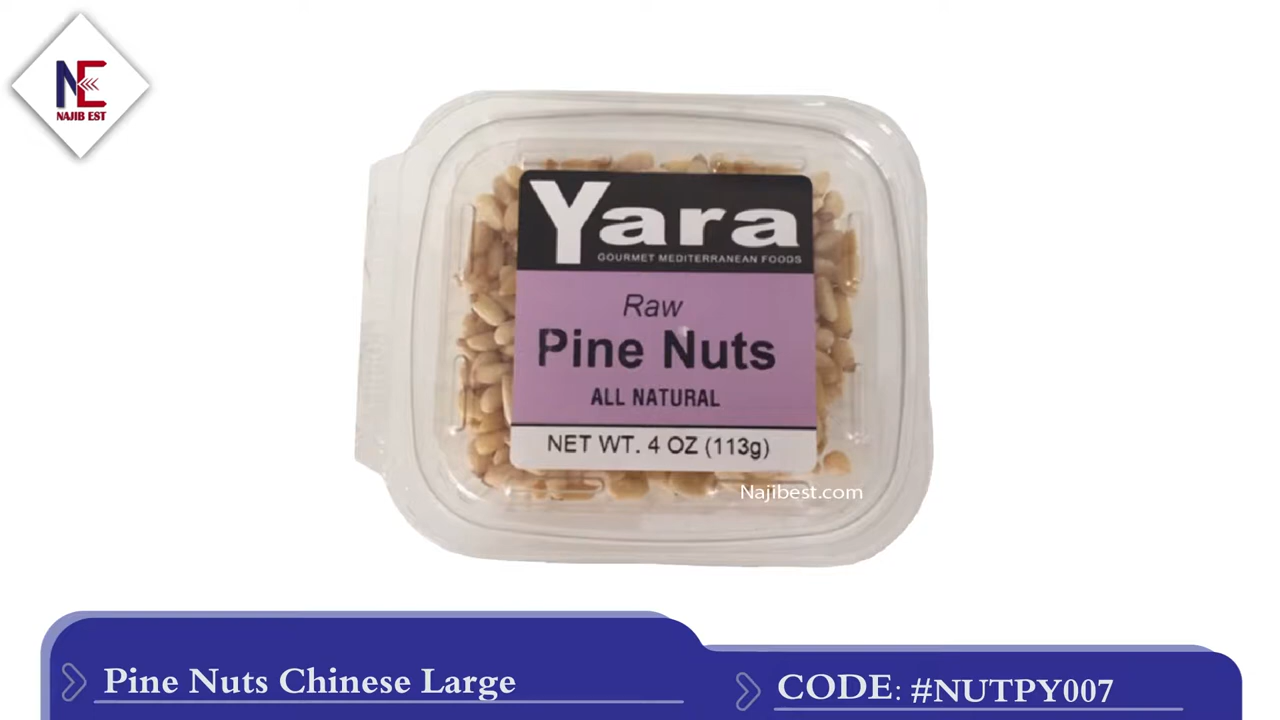 NE
NAJIB EST
Yara
GOURMET MEDITERRANEAN FOODS
Raw
Pine Nuts
ALL NATURAL
NET WT. 4 OZ (113g)
Najibest.com
Pine Nuts Chinese Large
CODE: #NUTPY007